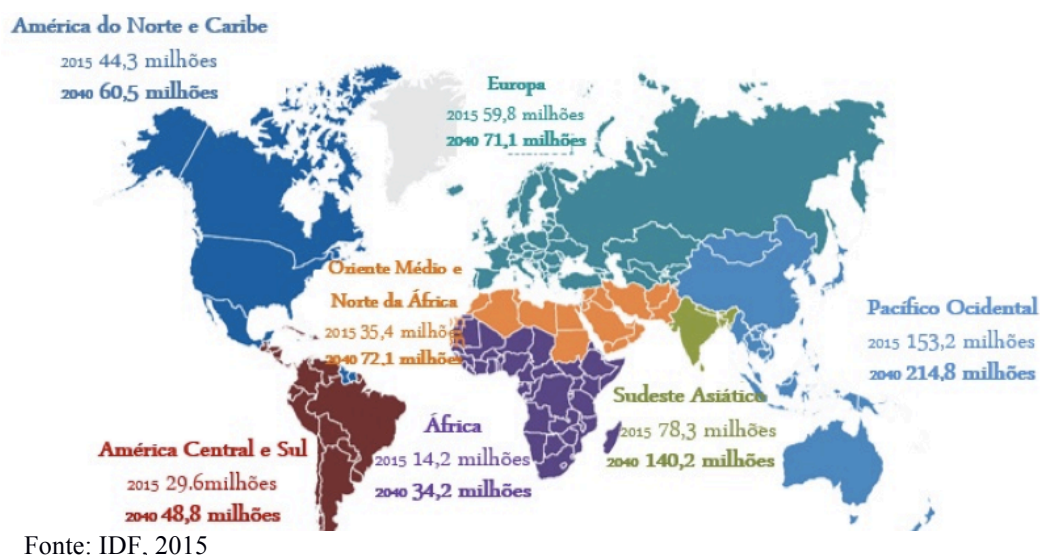 América do Norte e Caribe
2015 44,3 milhões
2040 60,5 milhões
Europa
2015 59,8 milhões
2040 71,1 milhões
Oriente Médio e
Norte da África
2015 35,4 milhões
2040 72,1 milhões
Pacífico Ocidental
2015 153,2 milhões
2040 214,8 milhões
Sudeste Asiático
2015 78,3 milhões
2040 140,2 milhões
África
2015 14,2 milhões
2040 34,2 milhões
América Central e Sul
2015 29.6milhões
2040 48,8 milhões
Fonte: IDF, 2015